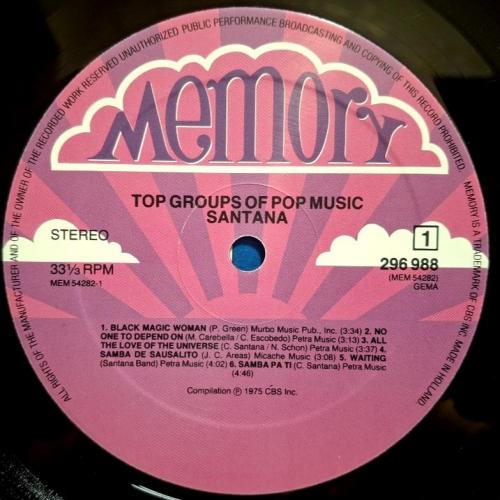 ALL RIGHTS OF THE MANUFACTURER AND OF THE OWNER OF THE RECORDED WORK RESERVED UNAUTHORIZED PUBLIC PERFORMANCE BROADCASTING AND COPYING OF THIS RECORD PROHIBITED. MEMORY IS A TRADEMARK OF CBS INC. MADE IN HOLLAND.
Memory
TOP GROUPS OF POP MUSIC
SANTANA
STEREO
1
33⅓ RPM
296 988
MEM 54282-1
(MEM 54282)
GEMA
1. BLACK MAGIC WOMAN (P. Green) Murbo Music Pub., Inc. (3:34) 2. NO
ONE TO DEPEND ON (M. Carebella / C. Escobedo) Petra Music (3:13) 3. ALL
THE LOVE OF THE UNIVERSE (C. Santana / N. Schon) Petra Music (3:37) 4.
SAMBA DE SAUSALITO (J. C. Areas) Micache Music (3:08) 5. WAITING
(Santana Band) Petra Music (4:02) 6. SAMBA PA TI (C. Santana) Petra Music
(4:46)
Compilation ℗ 1975 CBS Inc.